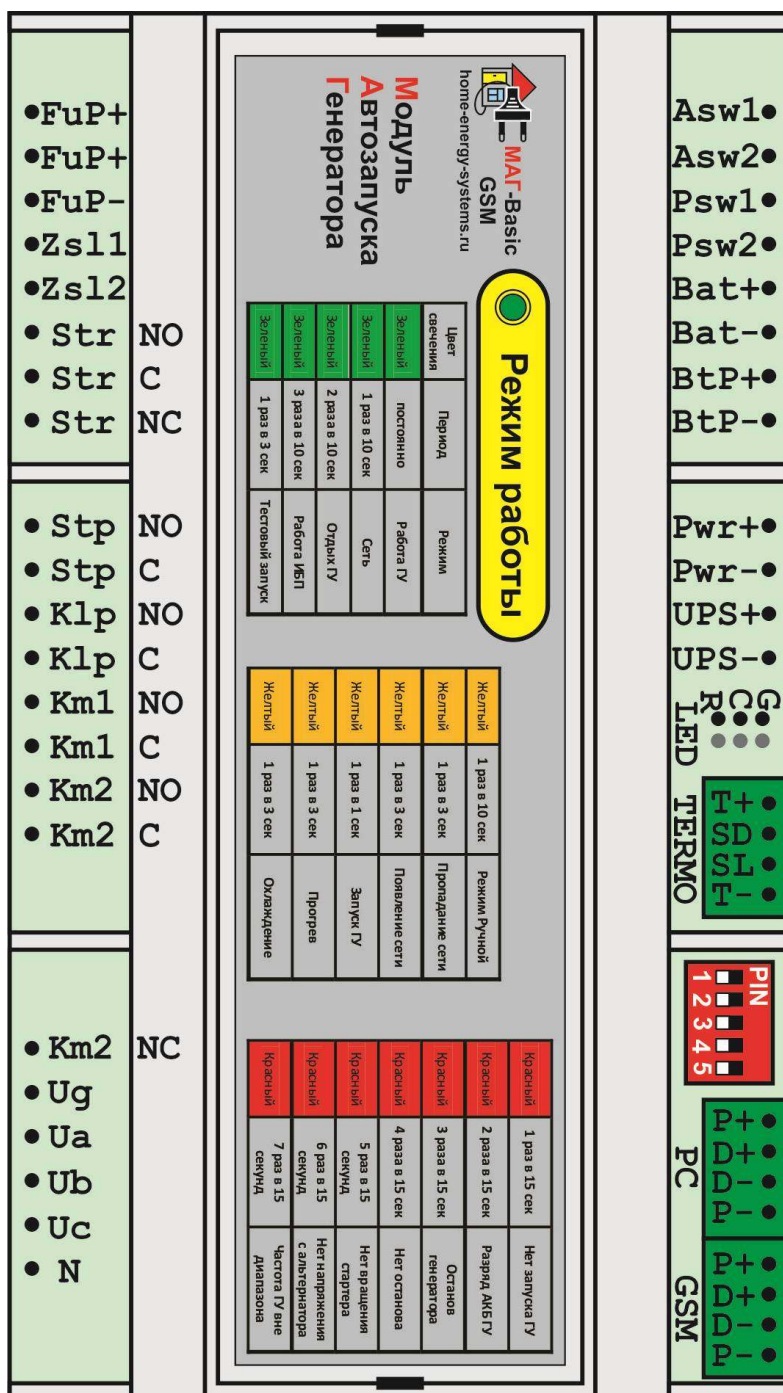 FuP+
FuP+
FuP-
Zsl1
Zsl2
Str NO
Str C
Str NC
Stp NO
Stp C
Klp NO
Klp C
Km1 NO
Km1 C
Km2 NO
Km2 C
Km2 NC
Ug
Ua
Ub
Uc
N
МАГ-Basic
GSM
home-energy-systems.ru
Модуль
Автозапуска
Генератора
Режим работы
Цвет свечения Период Режим
Зеленый постоянно Работа ГУ
Зеленый 1 раз в 10 сек Сеть
Зеленый 2 раза в 10 сек Отдых ГУ
Зеленый 3 раза в 10 сек Работа ИБП
Зеленый 1 раз в 3 сек Тестовый запуск
Желтый 1 раз в 10 сек Режим Ручной
Желтый 1 раз в 3 сек Пропадание сети
Желтый 1 раз в 3 сек Появление сети
Желтый 1 раз в 1 сек Запуск ГУ
Желтый 1 раз в 3 сек Прогрев
Желтый 1 раз в 3 сек Охлаждение
Красный 1 раз в 15 сек Нет запуска ГУ
Красный 2 раза в 15 сек Разряд АКБ ГУ
Красный 3 раза в 15 сек Останов генератора
Красный 4 раза в 15 сек Нет останова
Красный 5 раз в 15 секунд Нет вращения стартера
Красный 6 раз в 15 секунд Нет напряжения с альтернатора
Красный 7 раз в 15 секунд Частота ГУ вне диапазона
Asw1
Asw2
Psw1
Psw2
Bat+
Bat-
BtP+
BtP-
Pwr+
Pwr-
UPS+
UPS-
G
C
R
LED
T+
SD
SL
T-
TERMO
PIN
1 2 3 4 5
P+
D+
D-
P-
PC
P+
D+
D-
P-
GSM